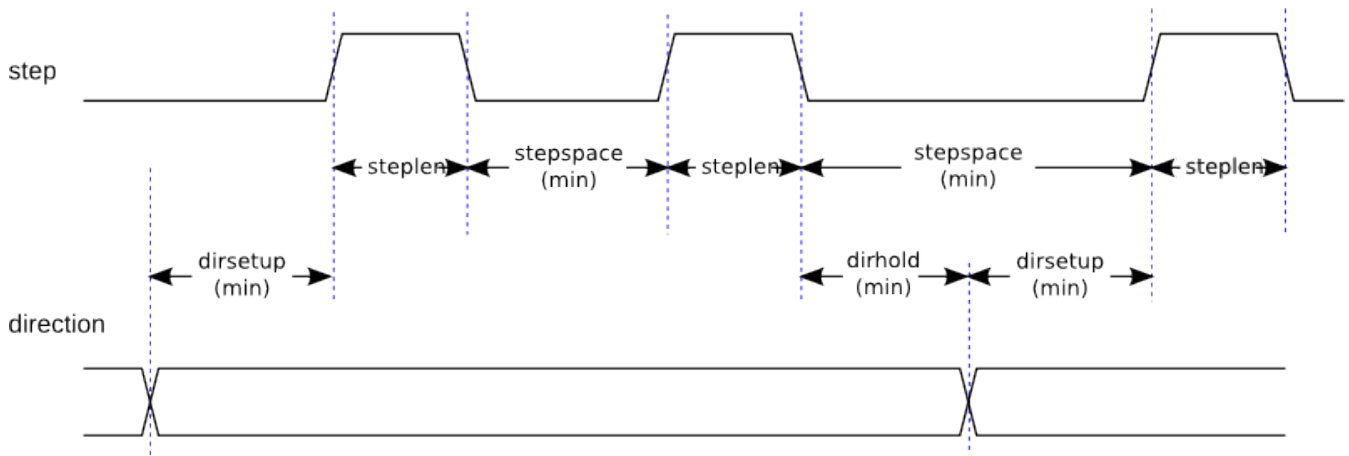 step
steplen
stepspace
(min)
steplen
stepspace
(min)
steplen
dirsetup
(min)
dirhold
(min)
dirsetup
(min)
direction